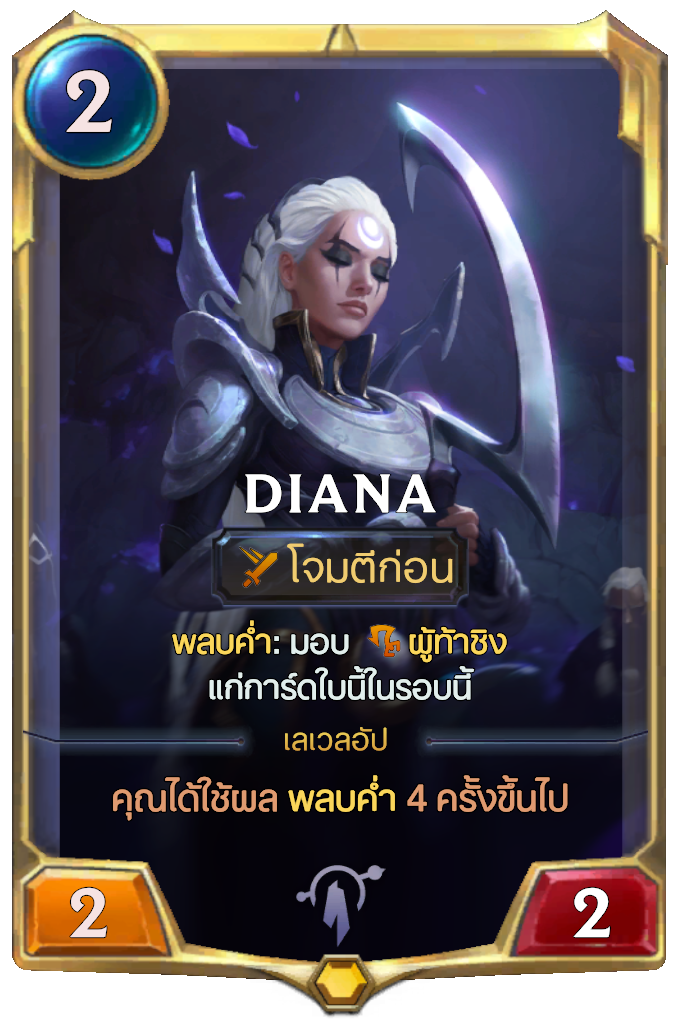 2
DIANA
โจมตีก่อน
พลบค่ำ: มอบ ผู้ท้าชิง
แก่การ์ดใบนี้ในรอบนี้
เลเวลอัป
คุณได้ใช้ผล พลบค่ำ 4 ครั้งขึ้นไป
2 2